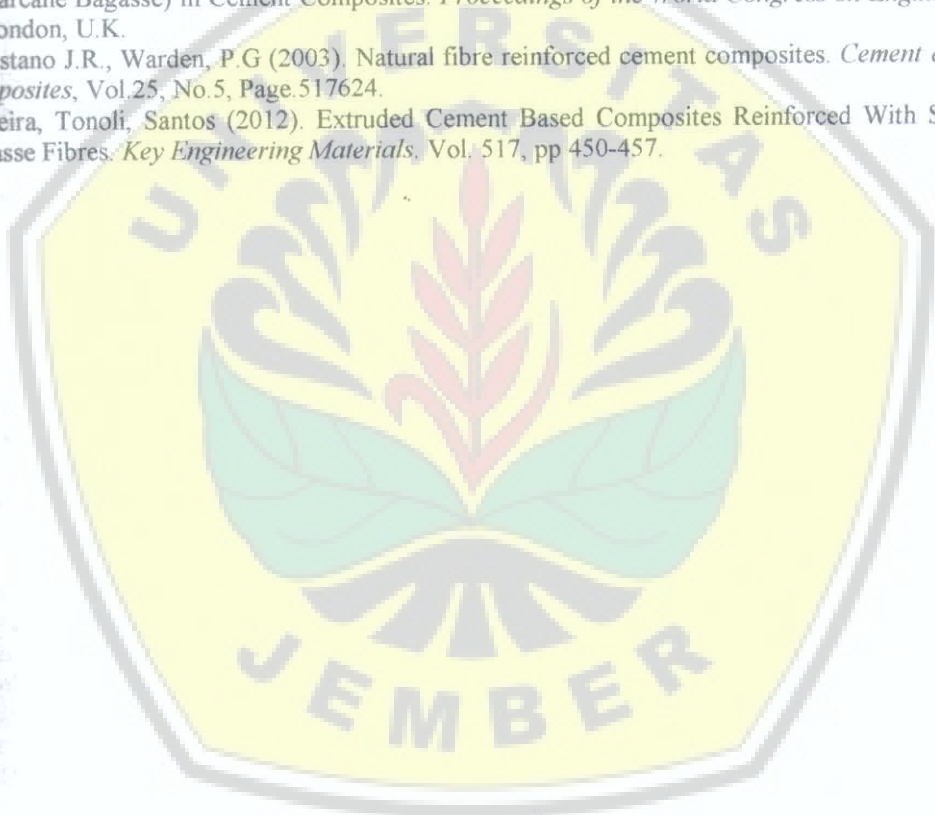 arcane Bagasse) in Cement Composites. Proceedings of the World Congress on Engin
ondon, U.K.
stano J.R., Warden, P.G (2003). Natural fibre reinforced cement composites. Cement
posites, Vol.25, No.5, Page.517624.
eira, Tonoli, Santos (2012). Extruded Cement Based Composites Reinforced With S
asse Fibres. Key Engineering Materials. Vol. 517, pp 450-457.
UNIVERSITAS
JEMBER